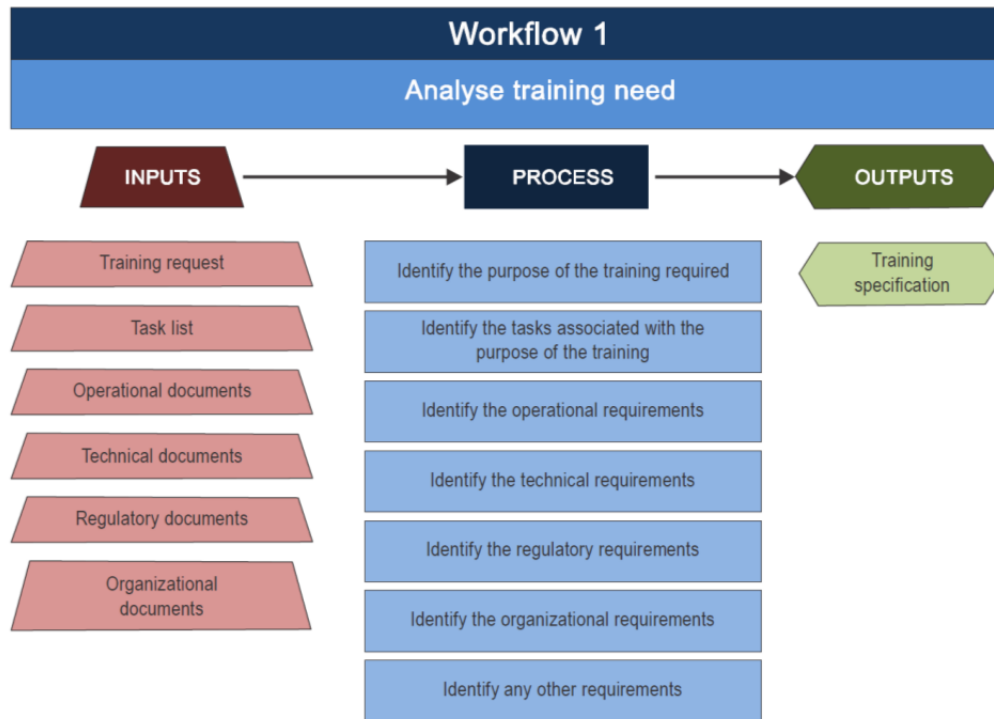 Workflow 1
Analyse training need
INPUTS
PROCESS
OUTPUTS
Training request
Task list
Operational documents
Technical documents
Regulatory documents
Organizational
documents
Identify the purpose of the training required
Identify the tasks associated with the
purpose of the training
Identify the operational requirements
Identify the technical requirements
Identify the regulatory requirements
Identify the organizational requirements
Identify any other requirements
Training
specification